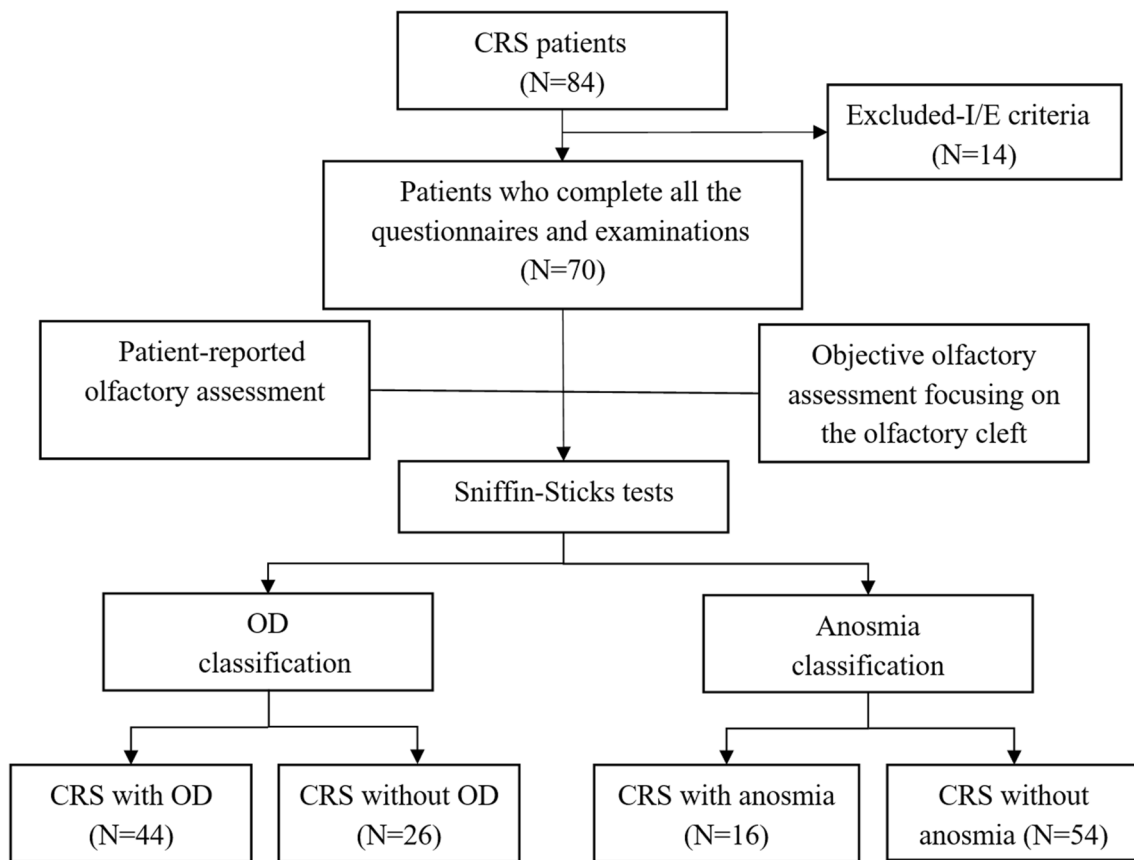 CRS patients
(N=84)
Excluded-I/E criteria
(N=14)
Patients who complete all the
questionnaires and examinations
(N=70)
Patient-reported
olfactory assessment
Objective olfactory
assessment focusing on
the olfactory cleft
Sniffin-Sticks tests
OD
classification
Anosmia
classification
CRS with OD
(N=44)
CRS without OD
(N=26)
CRS with anosmia
(N=16)
CRS without
anosmia (N=54)